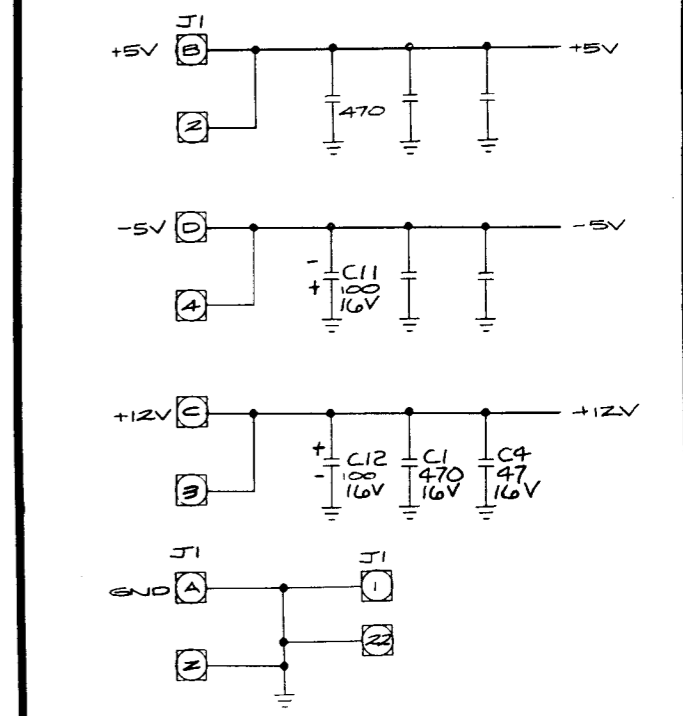 J1
+5V B +5V
2
470
-5V D -5V
- C11
+ 100
16V
4
+12V C +12V
+ C12 C1 C4
- 100 470 47
16V 16V 16V
3
J1 J1
GND A 1
22
Z